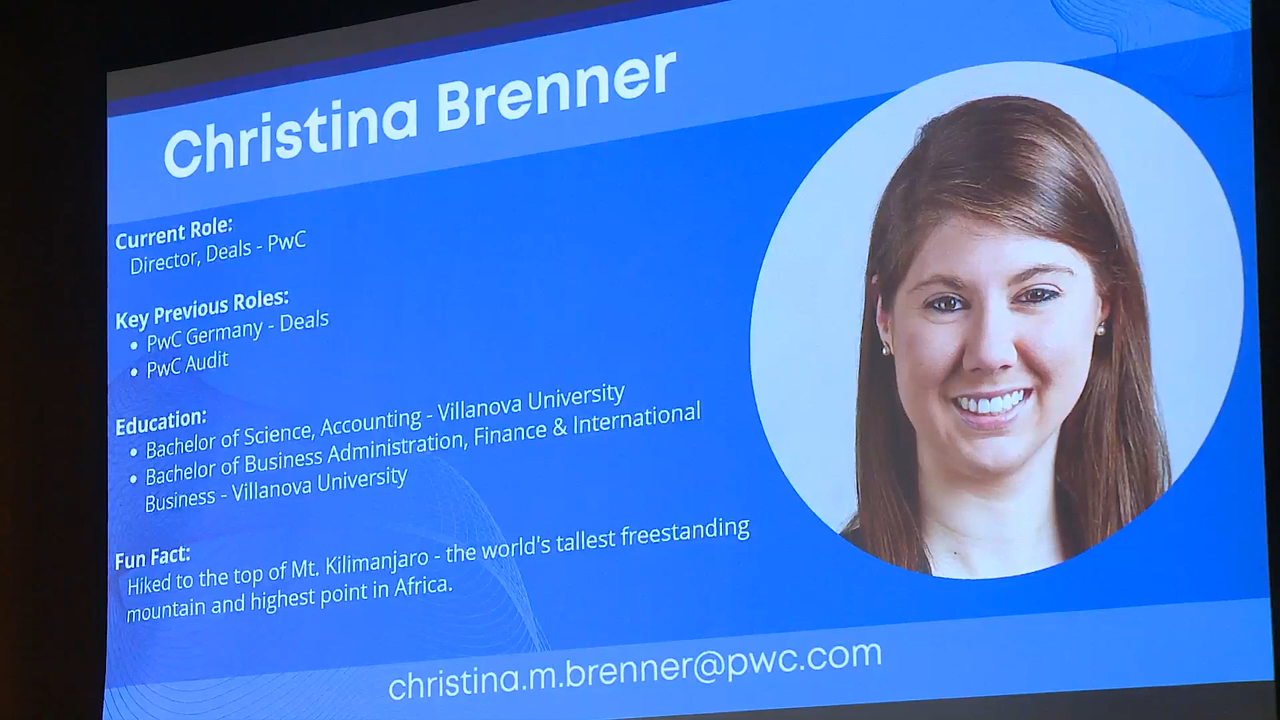 Christina Brenner
Current Role:
Director, Deals - PwC
Key Previous Roles:
• PwC Germany - Deals
• PwC Audit
Education:
• Bachelor of Science, Accounting - Villanova University
• Bachelor of Business Administration, Finance & International
Business - Villanova University
Fun Fact:
Hiked to the top of Mt. Kilimanjaro - the world's tallest freestanding
mountain and highest point in Africa.
christina.m.brenner@pwc.com